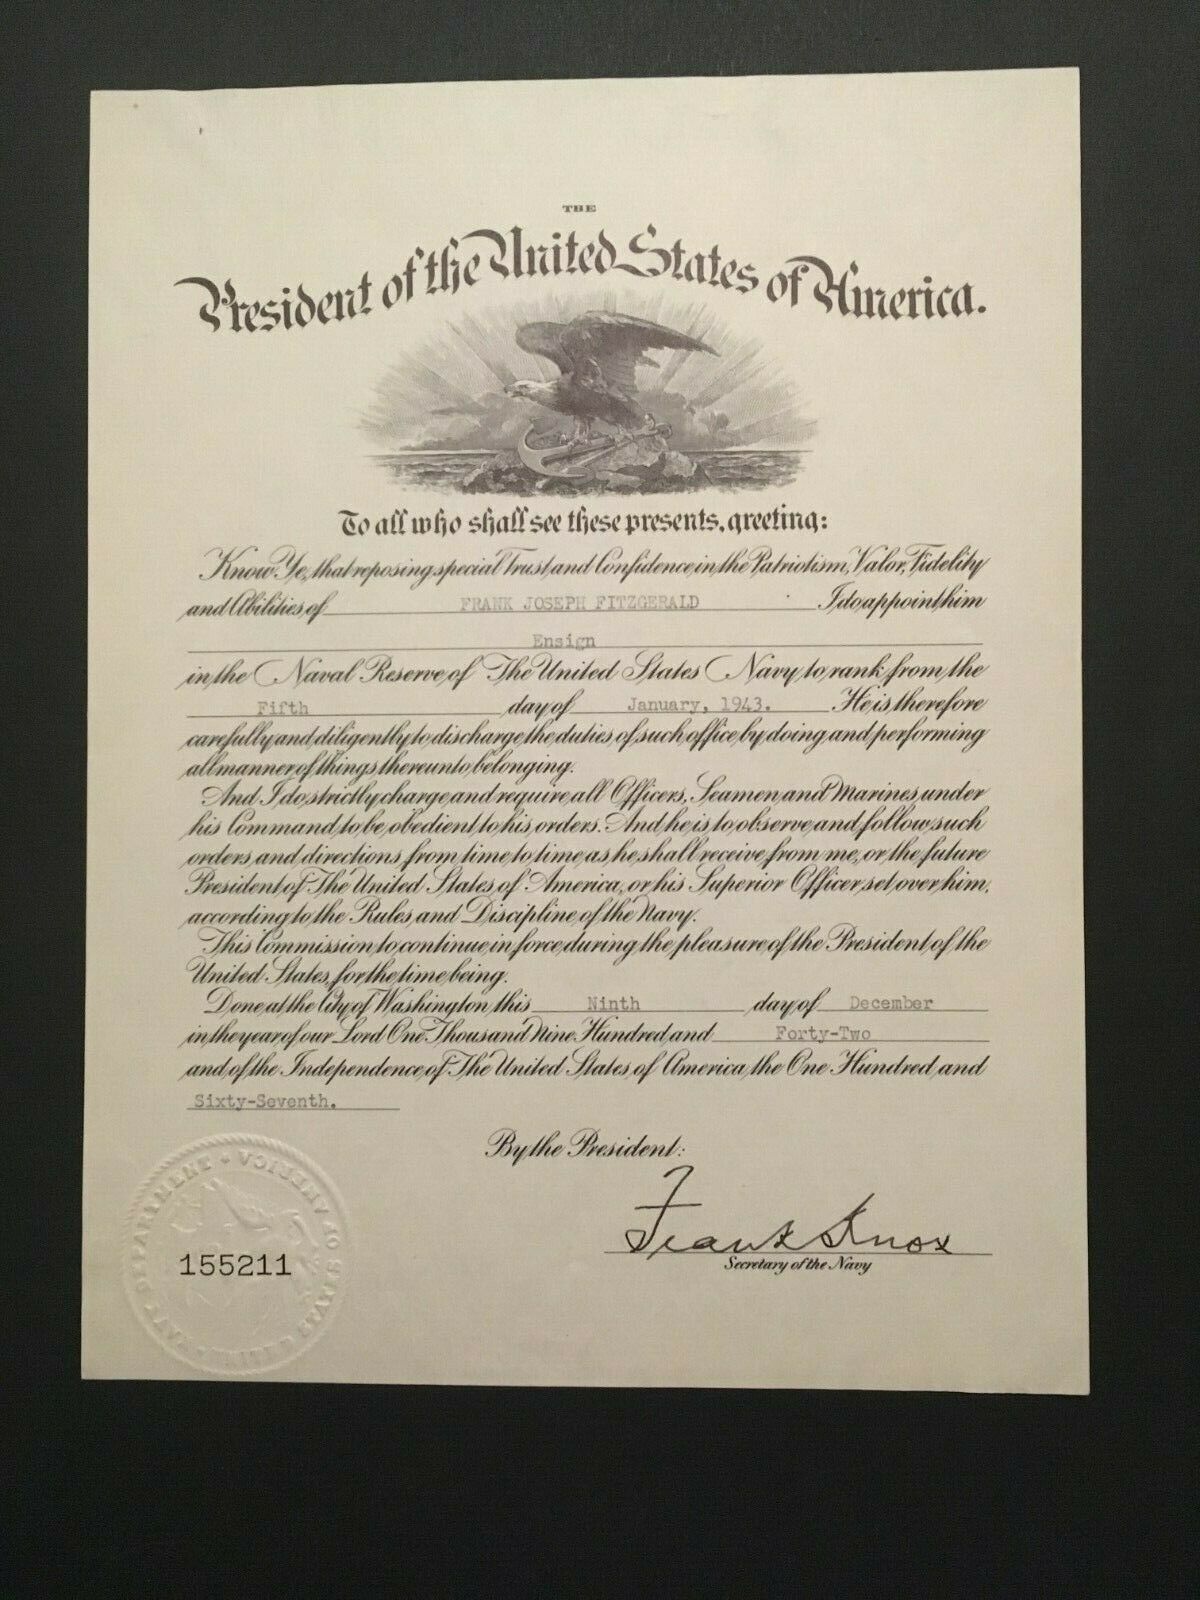 THE
President of the United States of America.
To all who shall see these presents, greeting:
Know Ye, that reposing special Trust and Confidence in the Patriotism, Valor, Fidelity
and Abilities of FRANK JOSEPH FITZGERALD I do appoint him
Ensign
in the Naval Reserve of The United States Navy to rank from the
Fifth day of January, 1943. He is therefore
carefully and diligently to discharge the duties of such office by doing and performing
all manner of things thereunto belonging.
And I do strictly charge and require all Officers, Seamen and Marines under
his Command to be obedient to his orders. And he is to observe and follow such
orders and directions from time to time as he shall receive from me, or the future
President of The United States of America, or his Superior Officer set over him,
according to the Rules and Discipline of the Navy.
This Commission to continue in force during the pleasure of the President of the
United States, for the time being.
Done at the City of Washington this Ninth day of December
in the year of our Lord One Thousand Nine Hundred and Forty-Two
and of the Independence of The United States of America the One Hundred and
Sixty-Seventh.
By the President:
Frank Knox
Secretary of the Navy
155211